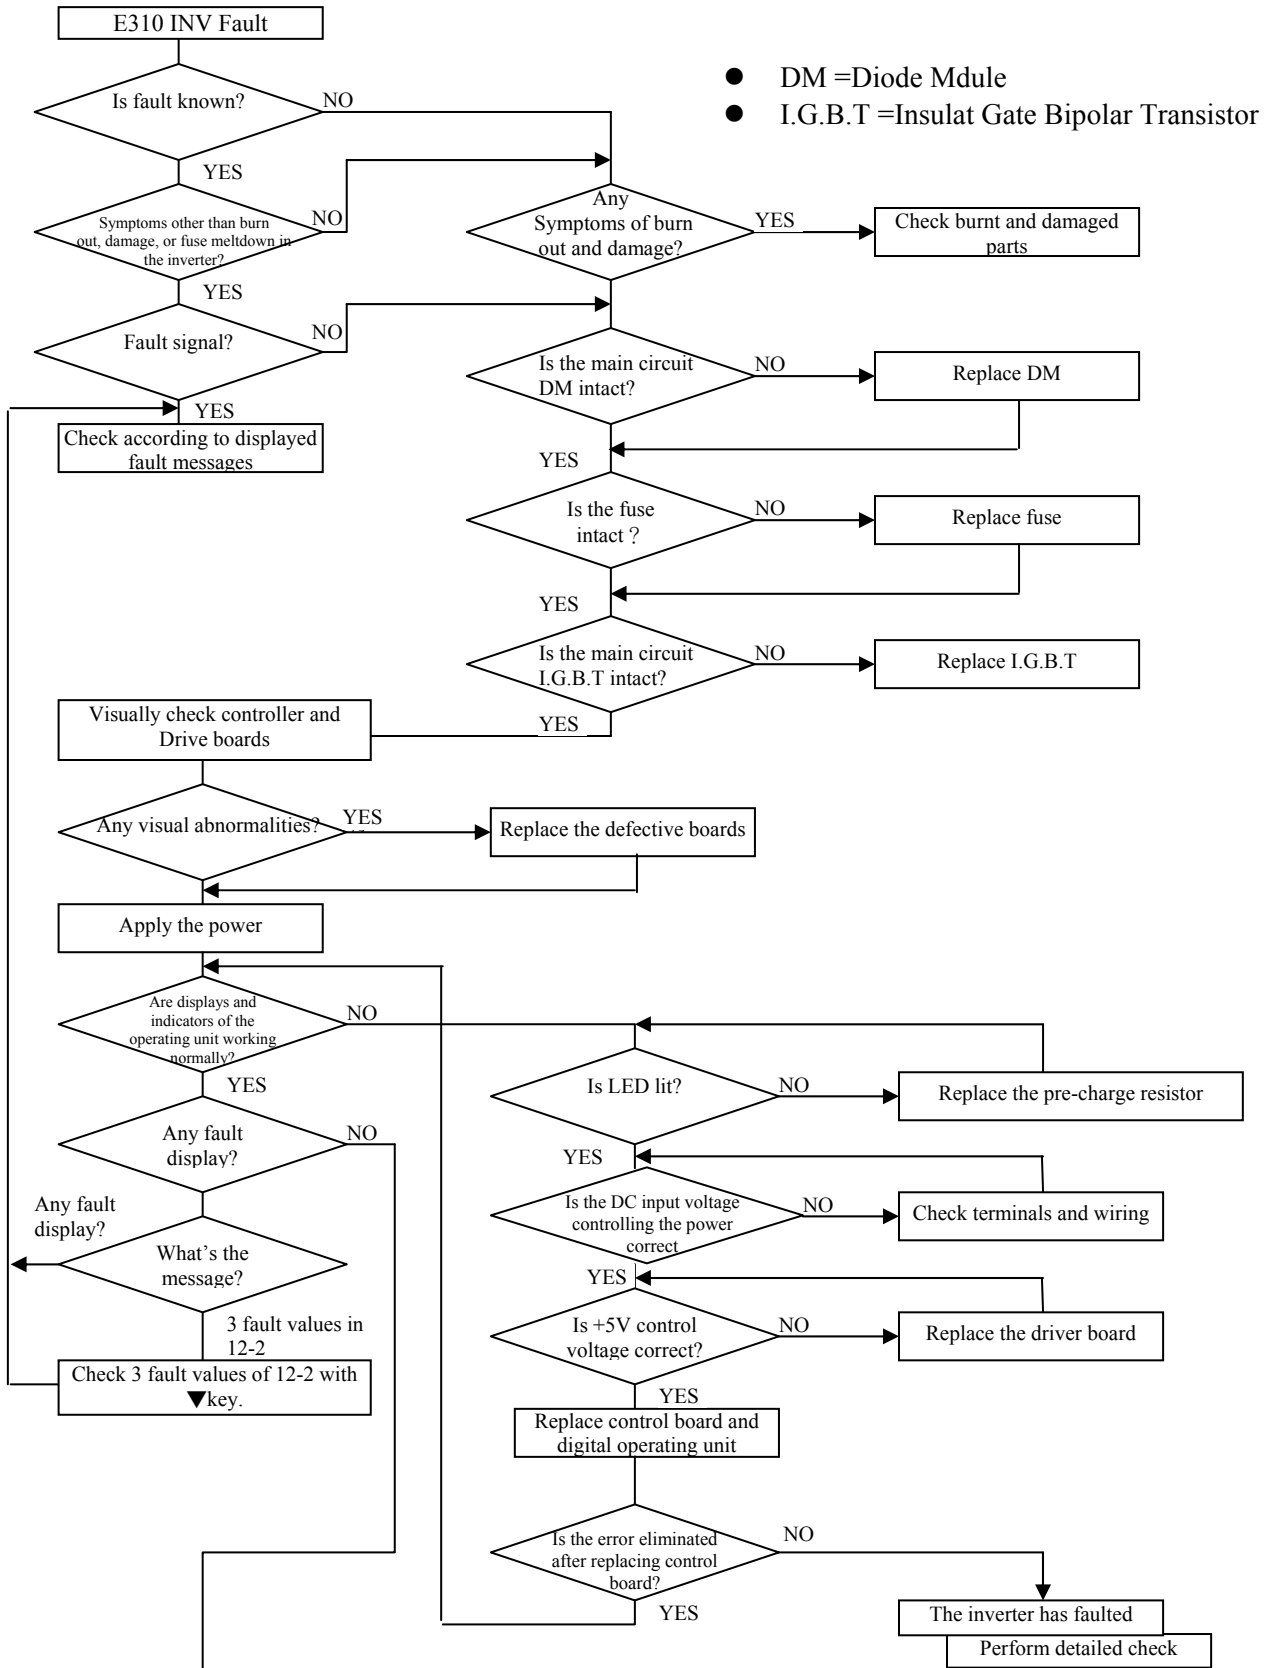 E310 INV Fault
● DM =Diode Mdule
● I.G.B.T =Insulat Gate Bipolar Transistor
Is fault known?
NO
YES
Symptoms other than burn
out, damage, or fuse meltdown in
the inverter?
NO
YES
Any
Symptoms of burn
out and damage?
YES
Check burnt and damaged
parts
Fault signal?
NO
YES
Check according to displayed
fault messages
Is the main circuit
DM intact?
NO
Replace DM
YES
Is the fuse
intact？
NO
Replace fuse
YES
Is the main circuit
I.G.B.T intact?
NO
Replace I.G.B.T
YES
Visually check controller and
Drive boards
Any visual abnormalities?
YES
Replace the defective boards
Apply the power
Are displays and
indicators of the
operating unit working
normally?
NO
YES
Is LED lit?
NO
Replace the pre-charge resistor
YES
Any fault
display?
NO
Is the DC input voltage
controlling the power
correct
NO
Check terminals and wiring
YES
Any fault
display?
What’s the
message?
3 fault values in
12-2
Check 3 fault values of 12-2 with
▼key.
Is +5V control
voltage correct?
NO
Replace the driver board
YES
Replace control board and
digital operating unit
Is the error eliminated
after replacing control
board?
NO
YES
The inverter has faulted
Perform detailed check